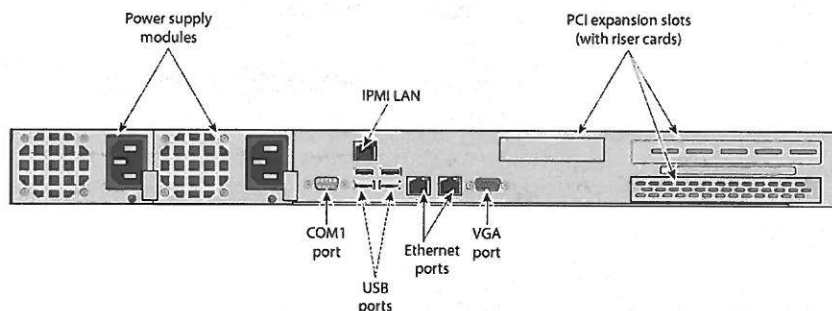 Power supply
modules
PCI expansion slots
(with riser cards)
IPMI LAN
COM1
port
USB
ports
Ethernet
ports
VGA
port